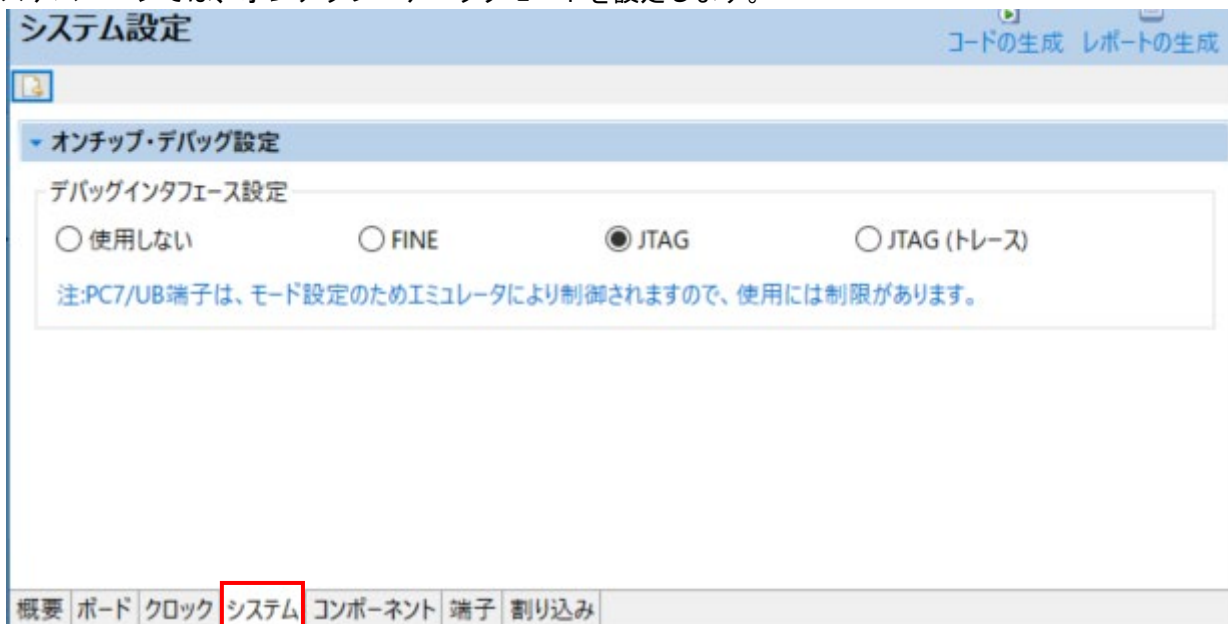 システム設定
コードの生成 レポートの生成
オンチップ・デバッグ設定
デバッグインタフェース設定
使用しない FINE JTAG JTAG (トレース)
注:PC7/UB端子は、モード設定のためエミュレータにより制御されますので、使用には制限があります。
概要 ボード クロック システム コンポーネント 端子 割り込み